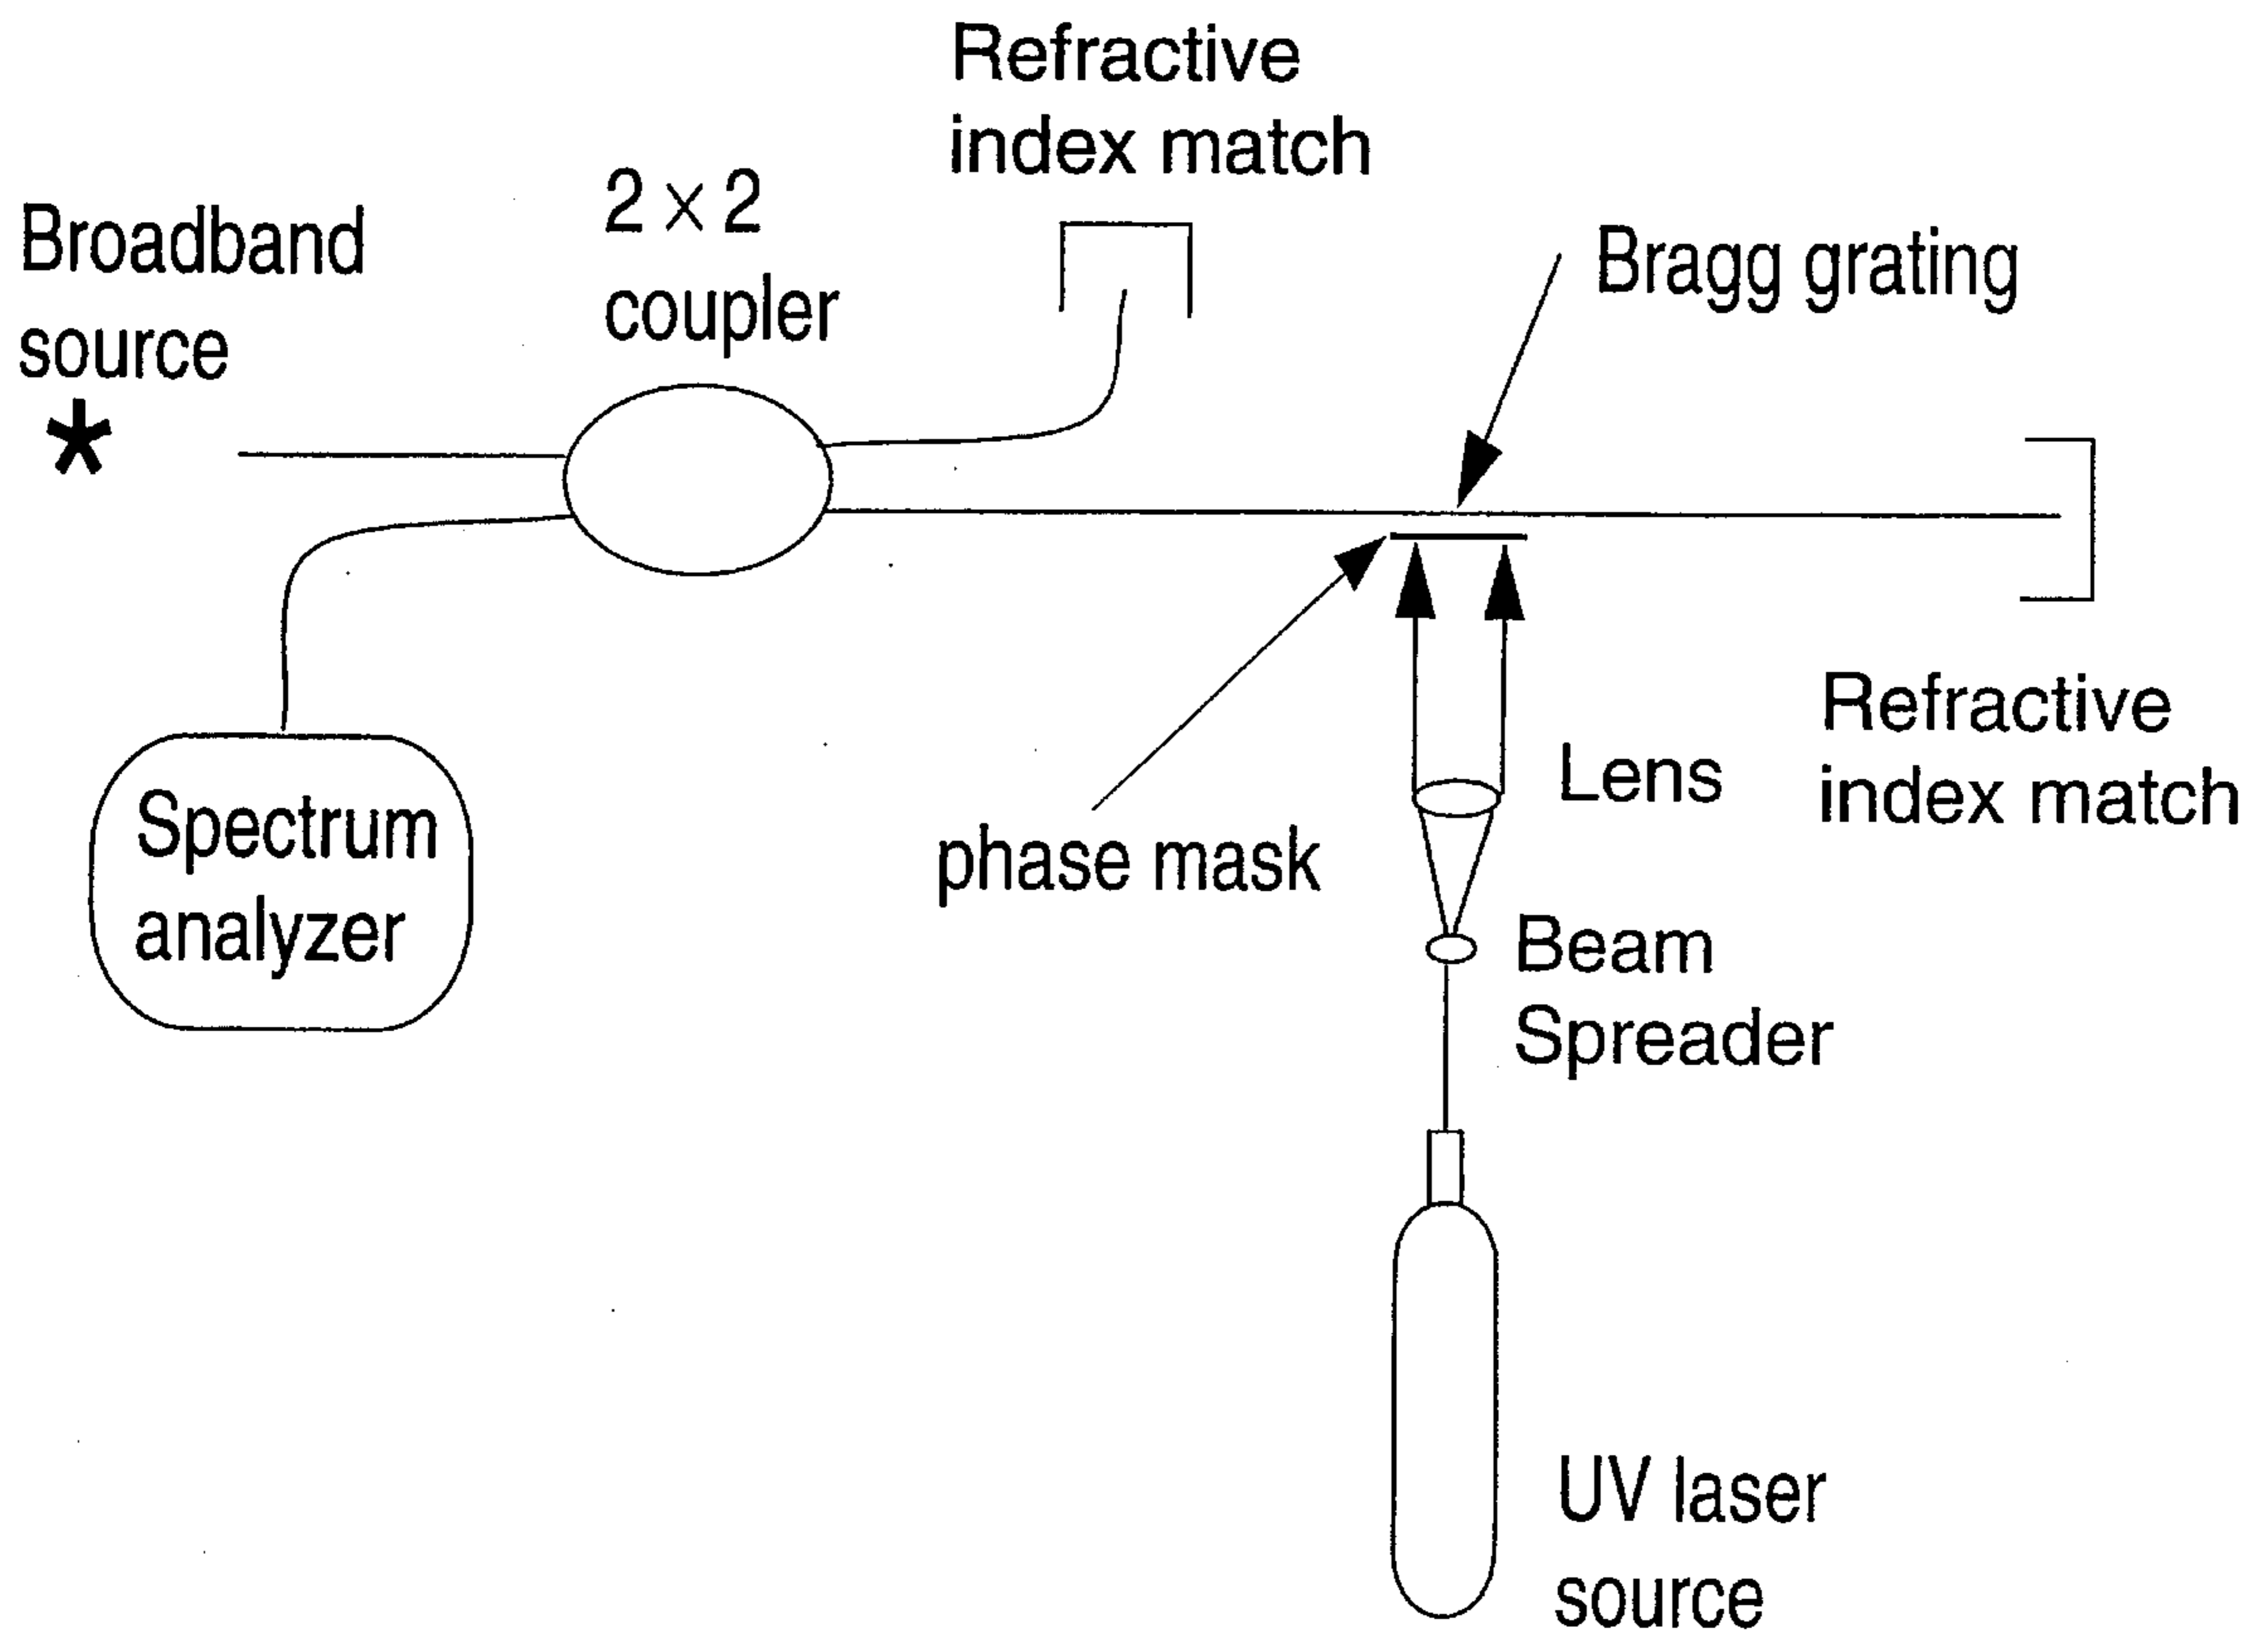 Refractive
index match
2 × 2
coupler
Broadband
source
*
Bragg grating
Refractive
index match
Lens
phase mask
Spectrum
analyzer
Beam
Spreader
UV laser
source